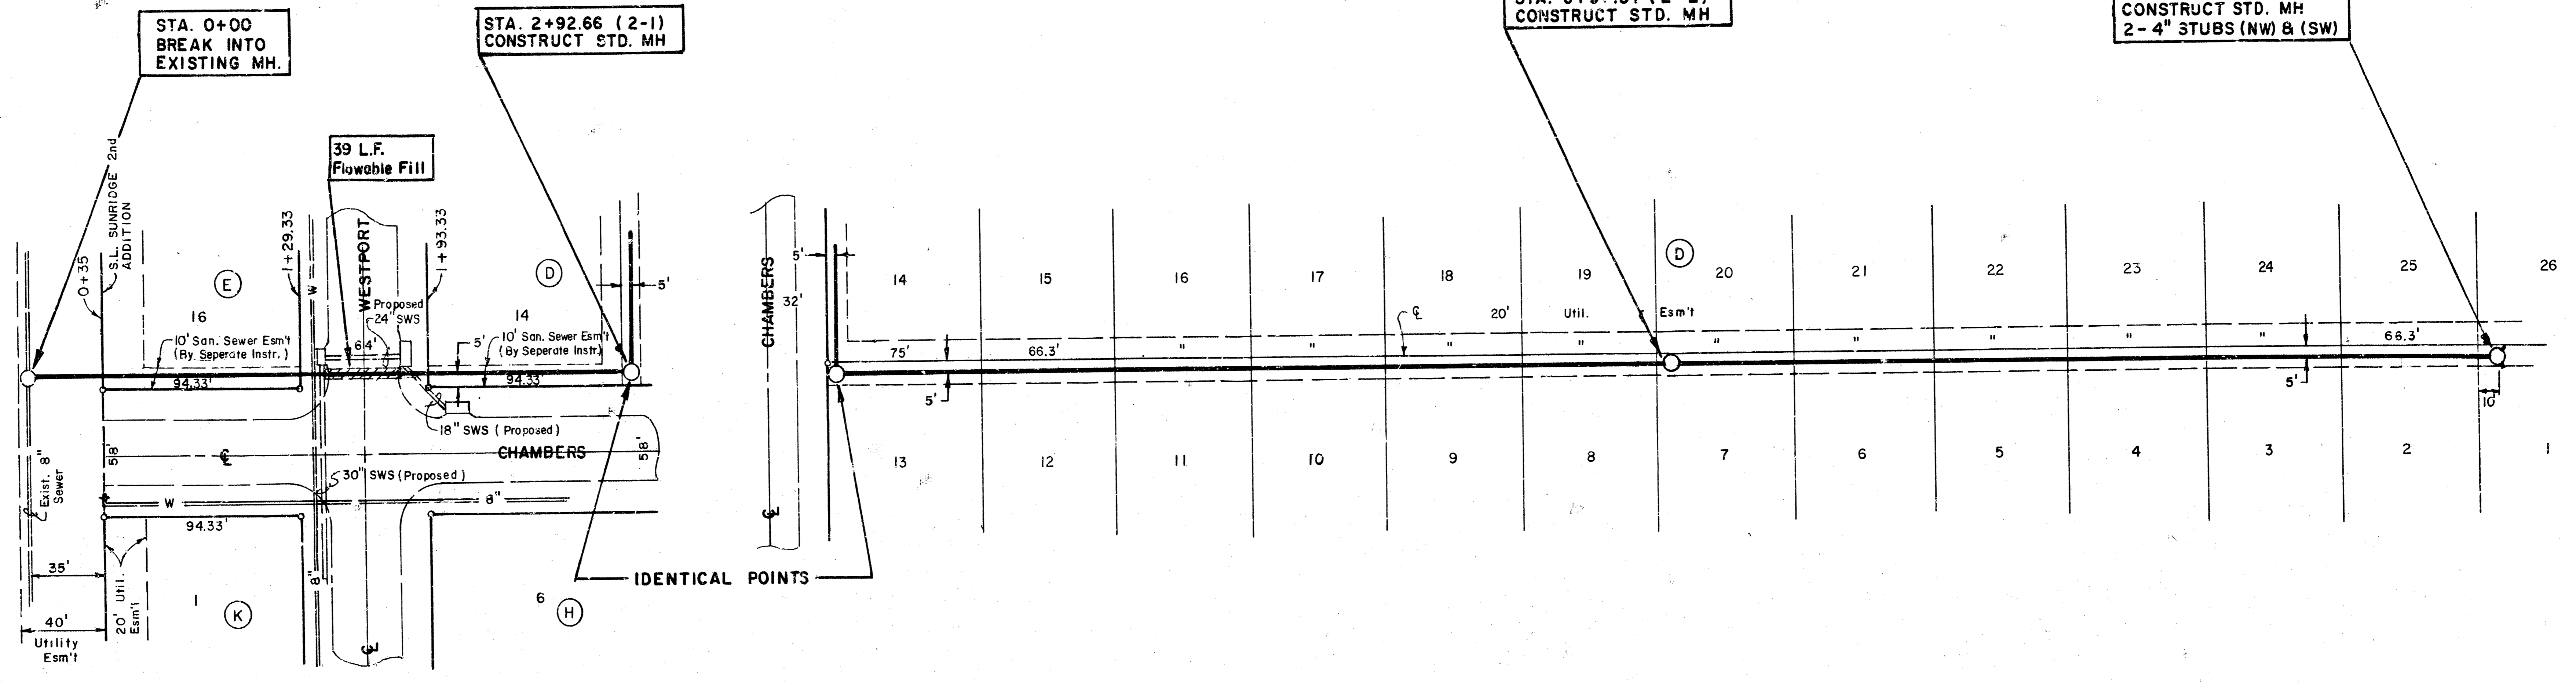 STA. 0+00
BREAK INTO
EXISTING MH.
STA. 2+92.66 (2-1)
CONSTRUCT STD. MH
CONSTRUCT STD. MH
CONSTRUCT STD. MH
2-4" STUBS (NW) & (SW)
39 L.F.
Flowable Fill
S.L. SUNRIDGE 2nd
ADDITION
0+35
1+29.33
1+93.33
W
WESTPORT
E
16
10' San. Sewer Esm't
(By Seperate Instr.)
94.33'
Proposed
24" SWS
64'
5'
D
14
10' San. Sewer Esm't
(By Seperate Instr.)
94.33'
5'
18" SWS (Proposed)
CHAMBERS
58'
58'
℄
30" SWS (Proposed)
W
8"
Exist. 8"
Sewer
94.33'
35'
40'
Utility
Esm't
20' Util.
Esm't
1
K
8"
℄
6
H
IDENTICAL POINTS
CHAMBERS
32'
℄
5'
14
15
16
17
18
19
D
20
21
22
23
24
25
26
℄
20'
Util.
Esm't
75'
66.3'
"
"
"
"
"
"
"
"
"
66.3'
5'
5'
10'
13
12
11
10
9
8
7
6
5
4
3
2
1